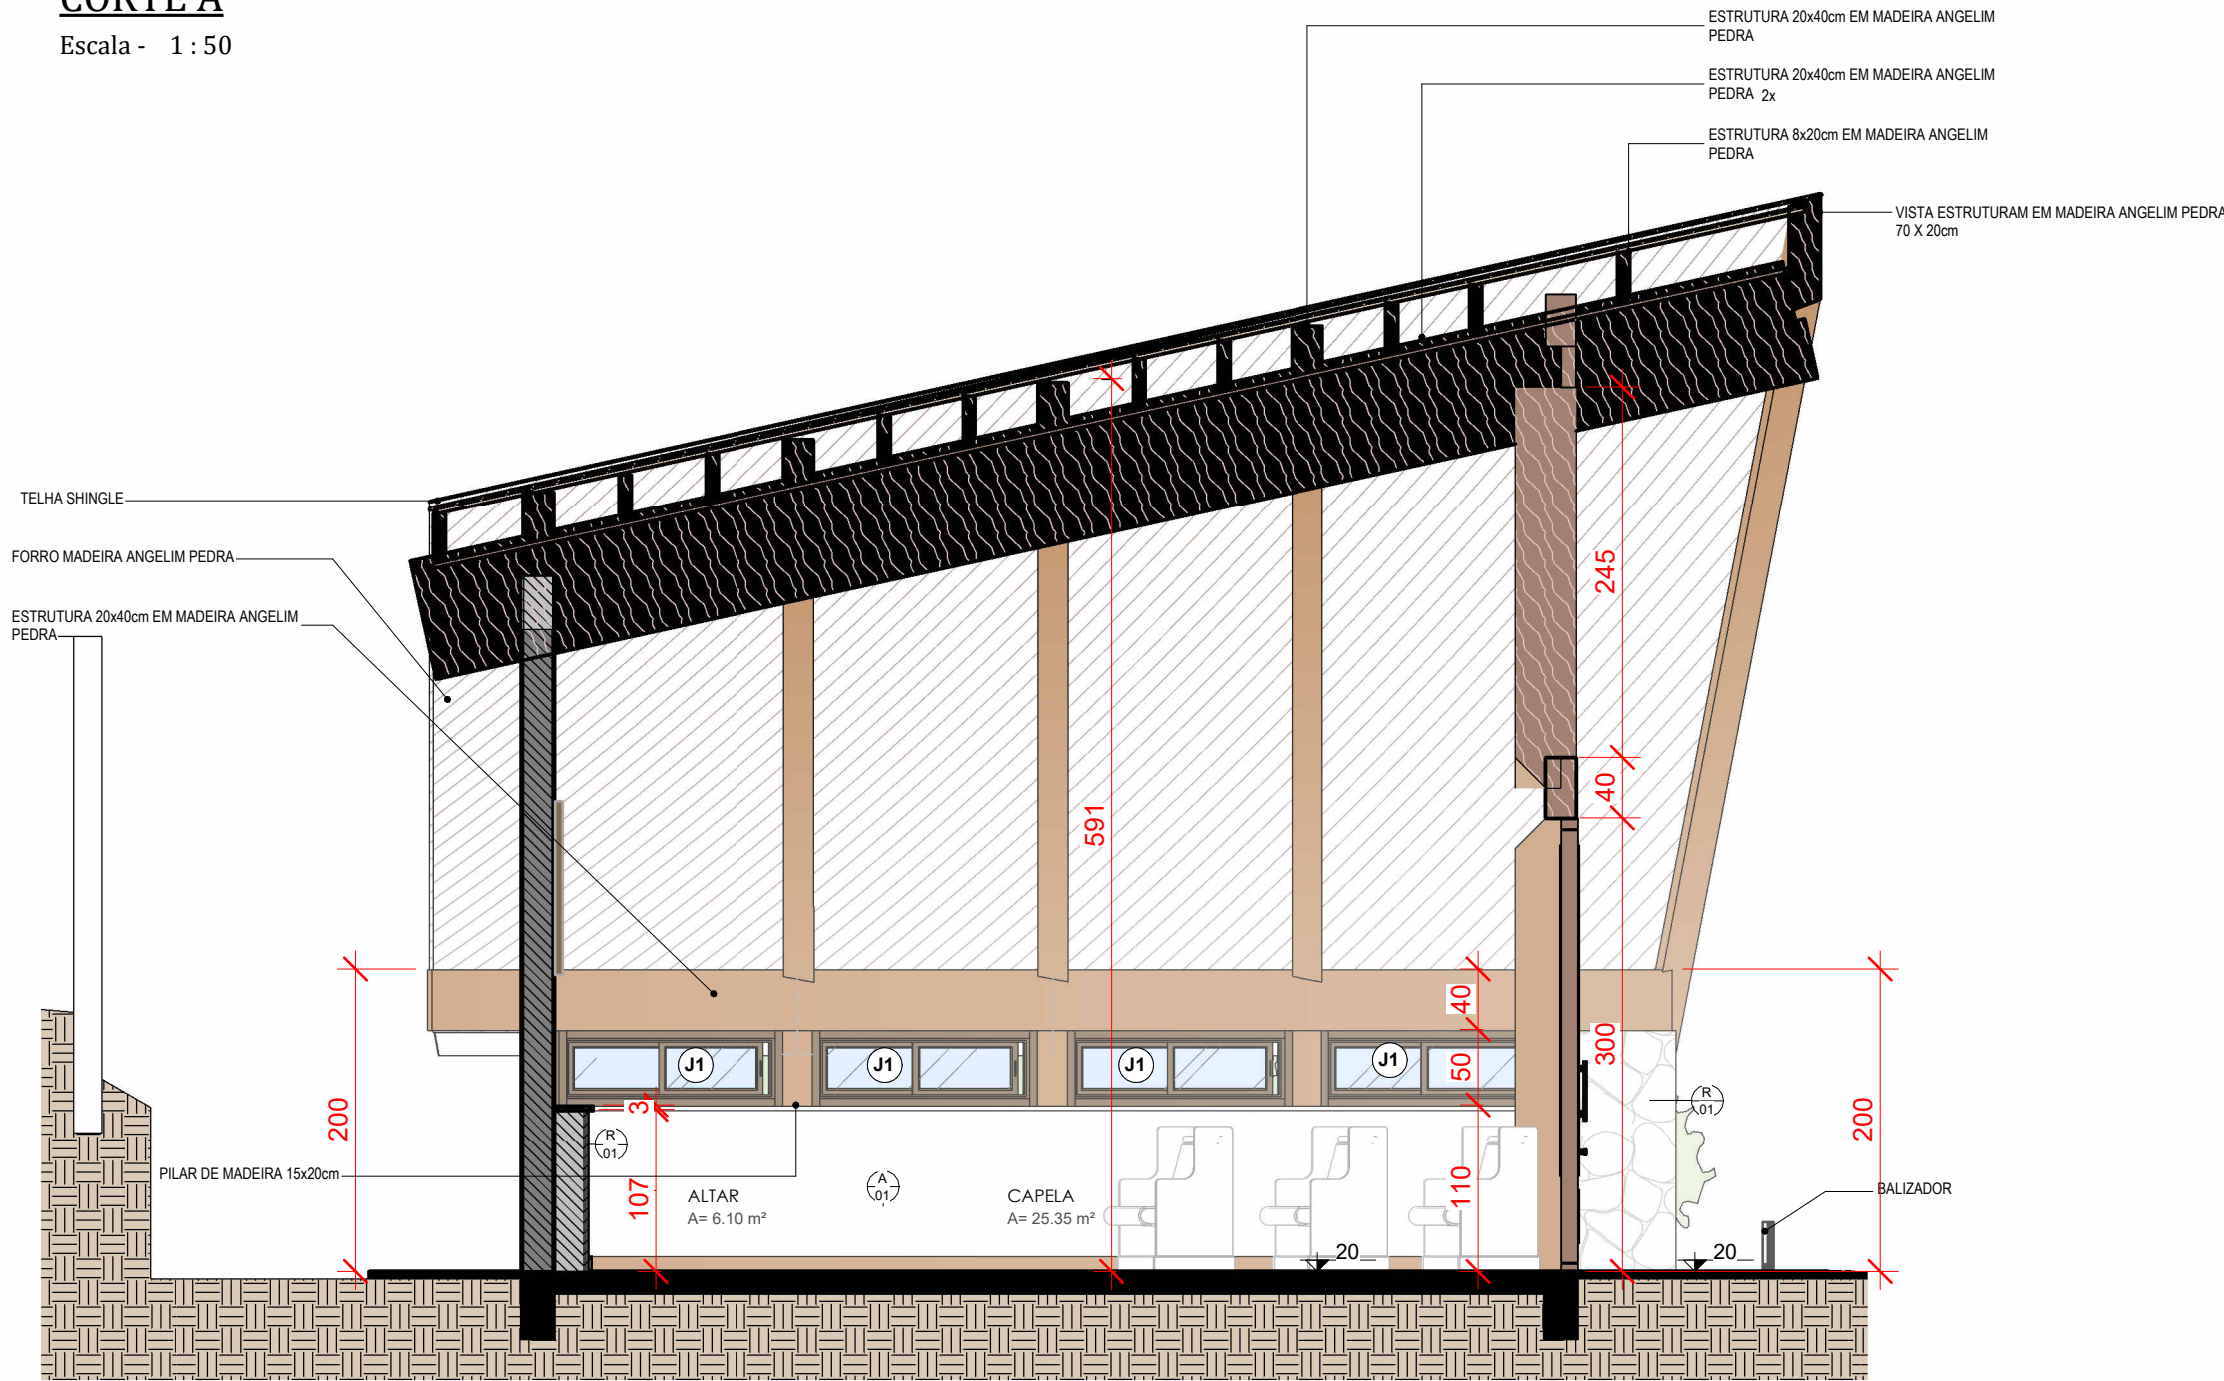 CORTE A
Escala - 1 : 50
ESTRUTURA 20x40cm EM MADEIRA ANGELIM
PEDRA
ESTRUTURA 20x40cm EM MADEIRA ANGELIM
PEDRA 2x
ESTRUTURA 8x20cm EM MADEIRA ANGELIM
PEDRA
VISTA ESTRUTURAM EM MADEIRA ANGELIM PEDRA
70 X 20cm
TELHA SHINGLE
FORRO MADEIRA ANGELIM PEDRA
ESTRUTURA 20x40cm EM MADEIRA ANGELIM
PEDRA
245
40
591
40
300
50
J1
J1
J1
J1
200
3
R
01
R
01
200
PILAR DE MADEIRA 15x20cm
107
ALTAR
A= 6.10 m²
A
01
CAPELA
A= 25.35 m²
110
BALIZADOR
20
20